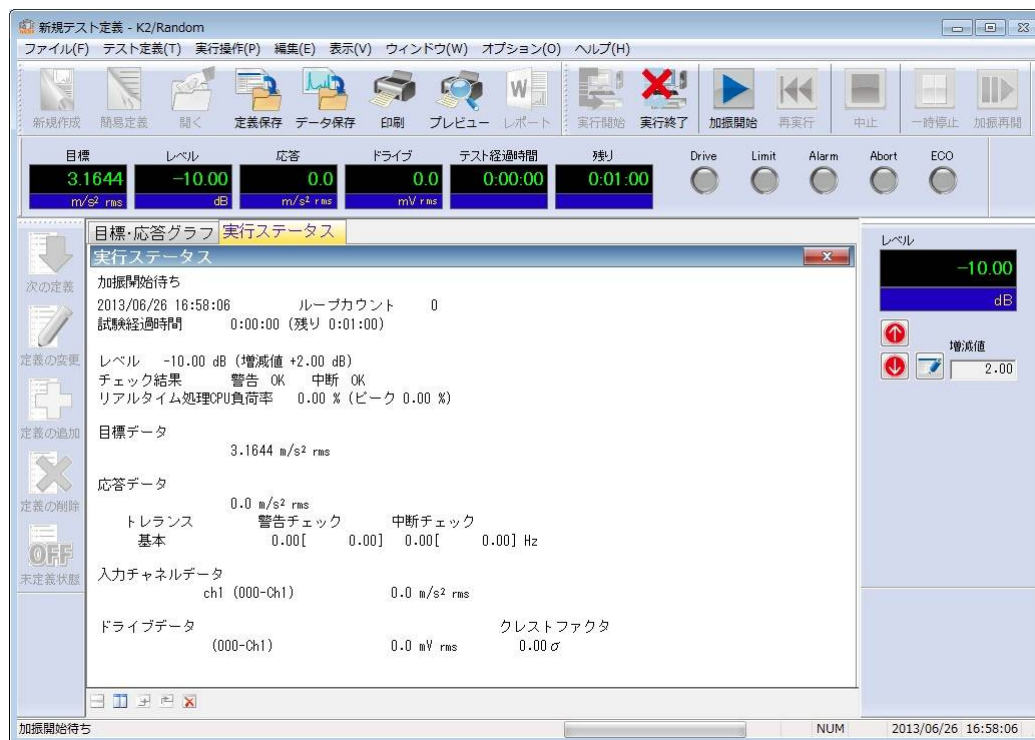 新規テスト定義 - K2/Random
ファイル(F) テスト定義(T) 実行操作(P) 編集(E) 表示(V) ウィンドウ(W) オプション(O) ヘルプ(H)
新規作成 簡易定義 開く 定義保存 データ保存 印刷 プレビュー レポート 実行開始 実行終了 加振開始 再実行 中止 一時停止 加振再開
目標 レベル 応答 ドライブ テスト経過時間 残り Drive Limit Alarm Abort ECO
3.1644 -10.00 0.0 0.0 0:00:00 0:01:00
m/s² rms dB m/s² rms mV rms
次の定義
定義の変更
定義の追加
定義の削除
OFF
未定義状態
目標・応答グラフ 実行ステータス
実行ステータス
加振開始待ち
2013/06/26 16:58:06 ループカウント 0
試験経過時間 0:00:00 (残り 0:01:00)
レベル -10.00 dB (増減値 +2.00 dB)
チェック結果 警告 OK 中断 OK
リアルタイム処理CPU負荷率 0.00 % (ピーク 0.00 %)
目標データ
3.1644 m/s² rms
応答データ
0.0 m/s² rms
トレランス 警告チェック 中断チェック
基本 0.00[ 0.00] 0.00[ 0.00] Hz
入力チャネルデータ
ch1 (000-Ch1) 0.0 m/s² rms
ドライブデータ クレストファクタ
(000-Ch1) 0.0 mV rms 0.00σ
レベル
-10.00
dB
増減値
2.00
加振開始待ち NUM 2013/06/26 16:58:06